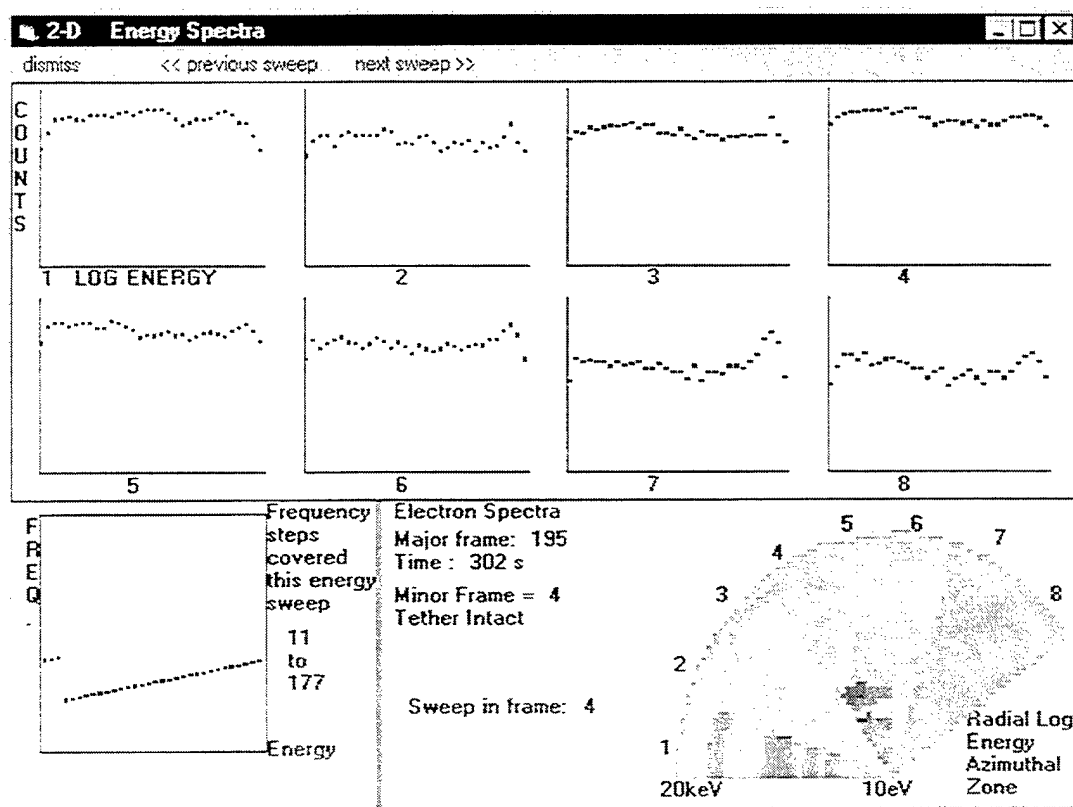 2-D Energy Spectra
dismiss << previous sweep next sweep >>
COUNTS
1 LOG ENERGY 2 3 4
5 6 7 8
FREQ.
Frequency
steps
covered
this energy
sweep
11
to
177
Energy
Electron Spectra
Major frame: 195
Time : 302 s
Minor Frame = 4
Tether Intact
Sweep in frame: 4
1
2
3
4
5
6
7
8
20keV 10eV
Radial Log
Energy
Azimuthal
Zone